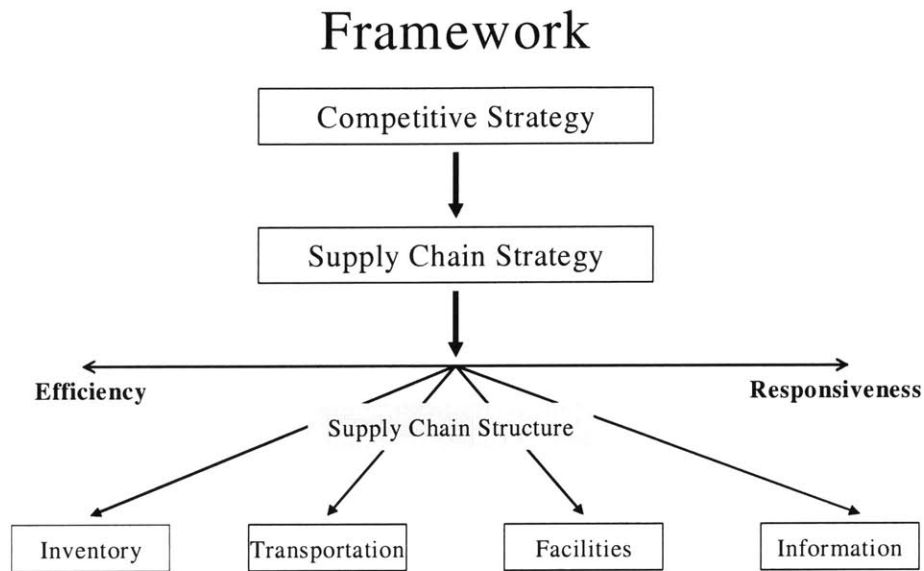 Framework
Competitive Strategy
Supply Chain Strategy
Efficiency
Responsiveness
Supply Chain Structure
Inventory
Transportation
Facilities
Information